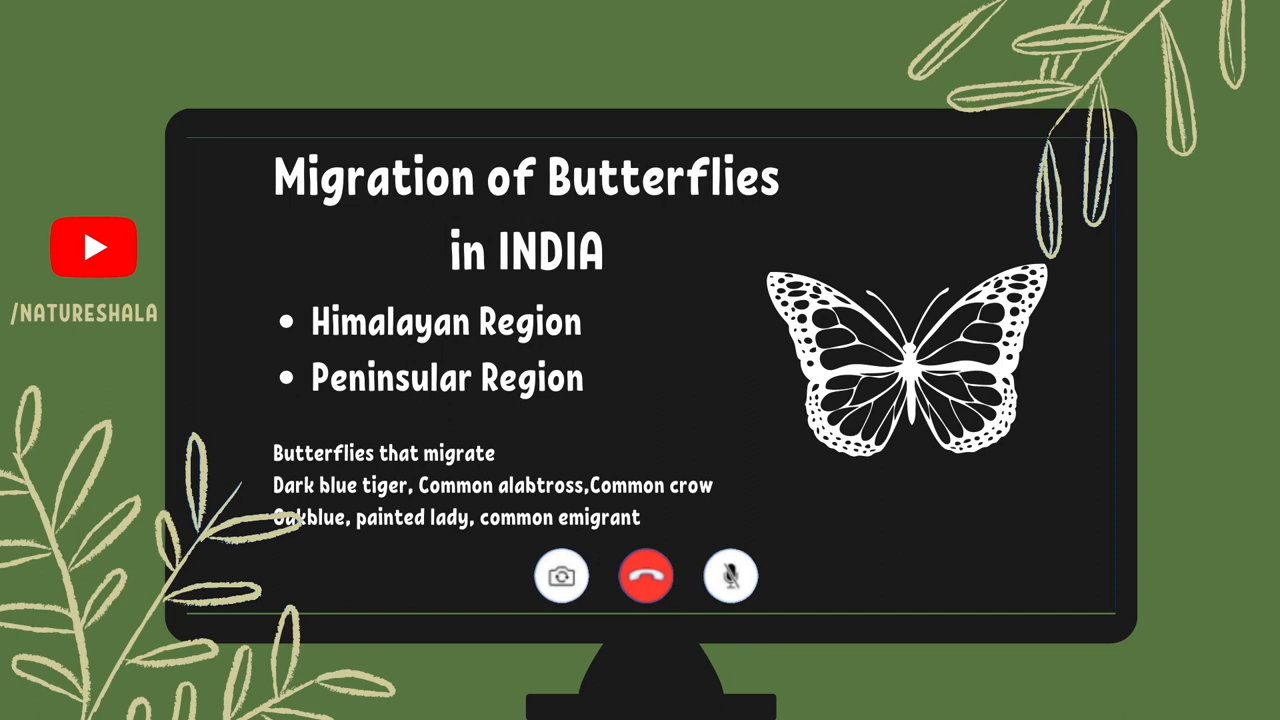 Migration of Butterflies
in INDIA
• Himalayan Region
• Peninsular Region
/NATURESHALA
Butterflies that migrate
Dark blue tiger, Common alabtross,Common crow
Oakblue, painted lady, common emigrant